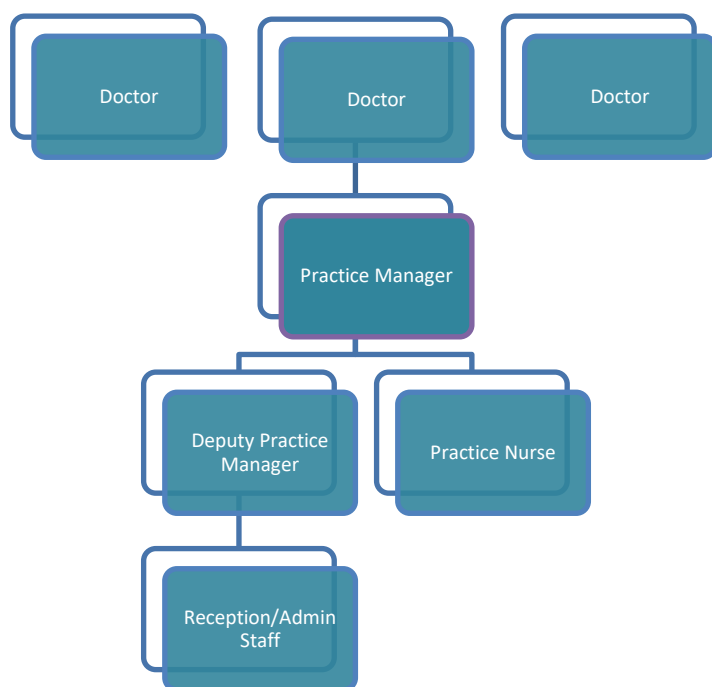 Doctor
Doctor
Doctor
Practice Manager
Deputy Practice
Manager
Practice Nurse
Reception/Admin
Staff